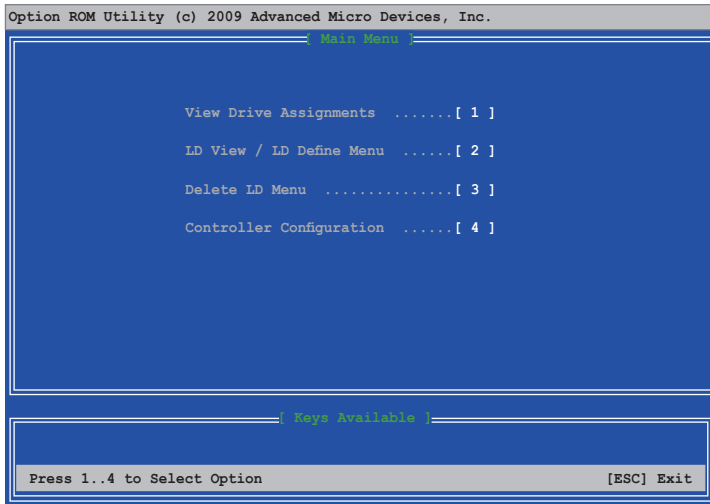 Option ROM Utility (c) 2009 Advanced Micro Devices, Inc.
[ Main Menu ]
View Drive Assignments .......[ 1 ]
LD View / LD Define Menu ......[ 2 ]
Delete LD Menu ...............[ 3 ]
Controller Configuration ......[ 4 ]
[ Keys Available ]
Press 1..4 to Select Option [ESC] Exit